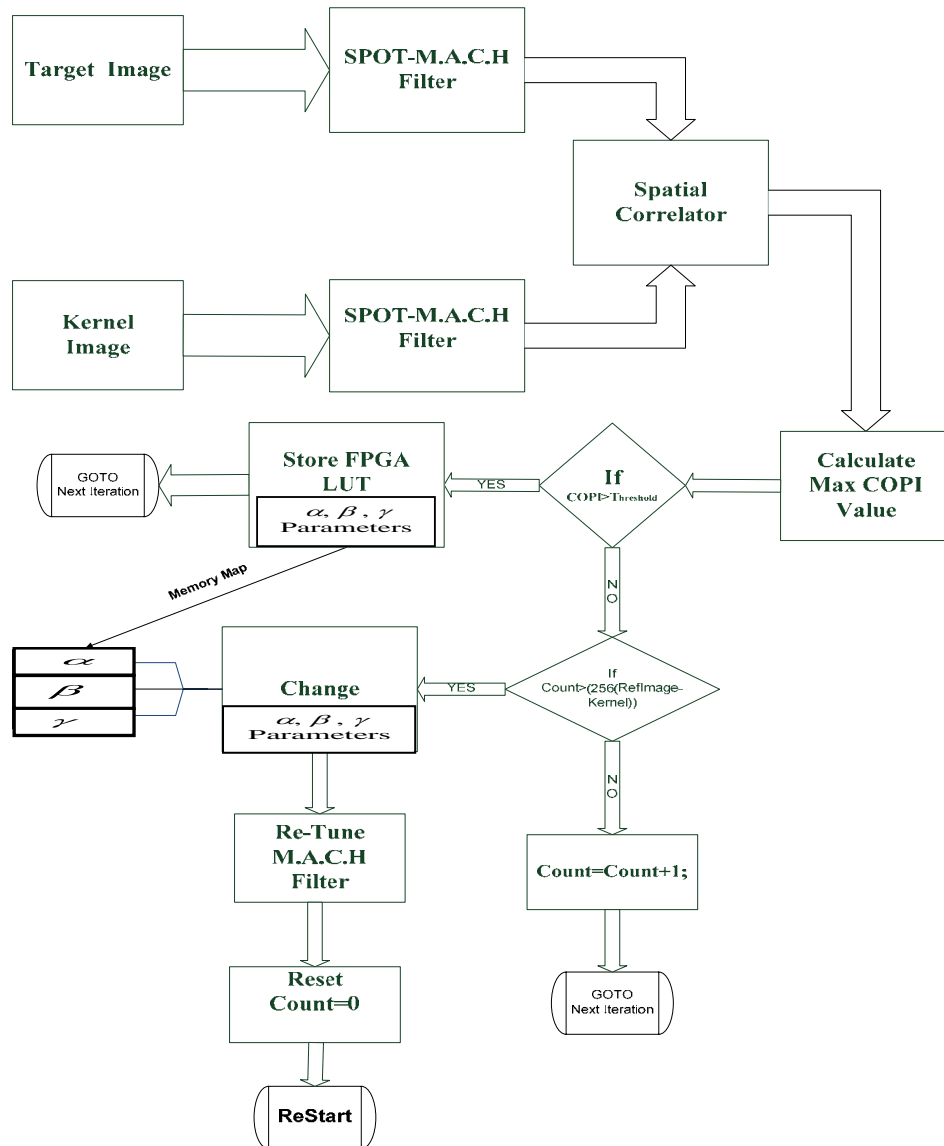 Target Image
SPOT-M.A.C.H
Filter
Spatial
Correlator
Kernel
Image
SPOT-M.A.C.H
Filter
Calculate
Max COPI
Value
If
COPI>Threshold
YES
Store FPGA
LUT
α, β, γ
Parameters
GOTO
Next Iteration
NO
Memory Map
α
β
γ
If
Count>(256(RefImage-
Kernel))
YES
Change
α, β, γ
Parameters
NO
Re-Tune
M.A.C.H
Filter
Count=Count+1;
Reset
Count=0
GOTO
Next Iteration
ReStart